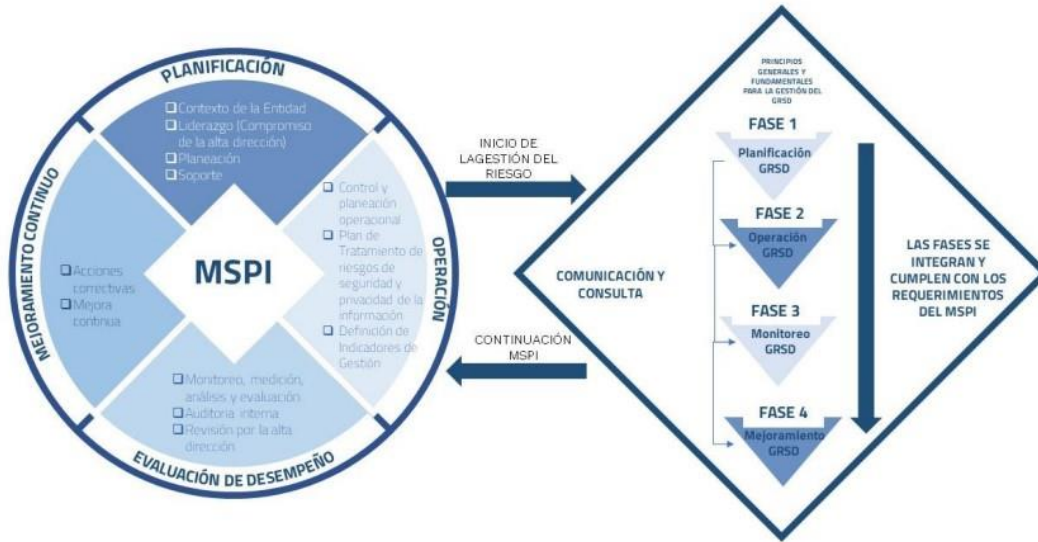 PLANIFICACIÓN
❑Contexto de la Entidad
❑Liderazgo (Compromiso
de la alta dirección)
❑Planeación
❑Soporte
OPERACIÓN
❑ Control y
planeación
operacional
❑ Plan de
Tratamiento de
riesgos de
seguridad y
privacidad de la
información
❑ Definición de
Indicadores de
Gestión
MSPI
MEJORAMIENTO CONTINUO
❑ Acciones
correctivas
❑ Mejora
continua
❑Monitoreo, medición,
análisis y evaluación
❑Auditoria interna
❑Revisión por la alta
dirección
EVALUACIÓN DE DESEMPEÑO
INICIO DE
LAGESTIÓN DEL
RIESGO
CONTINUACIÓN
MSPI
PRINCIPIOS
GENERALES Y
FUNDAMENTALES
PARA LA GESTIÓN DEL
GRSD
COMUNICACIÓN Y
CONSULTA
FASE 1
Planificación
GRSD
FASE 2
Operación
GRSD
FASE 3
Monitoreo
GRSD
FASE 4
Mejoramiento
GRSD
LAS FASES SE
INTEGRAN Y
CUMPLEN CON LOS
REQUERIMIENTOS
DEL MSPI